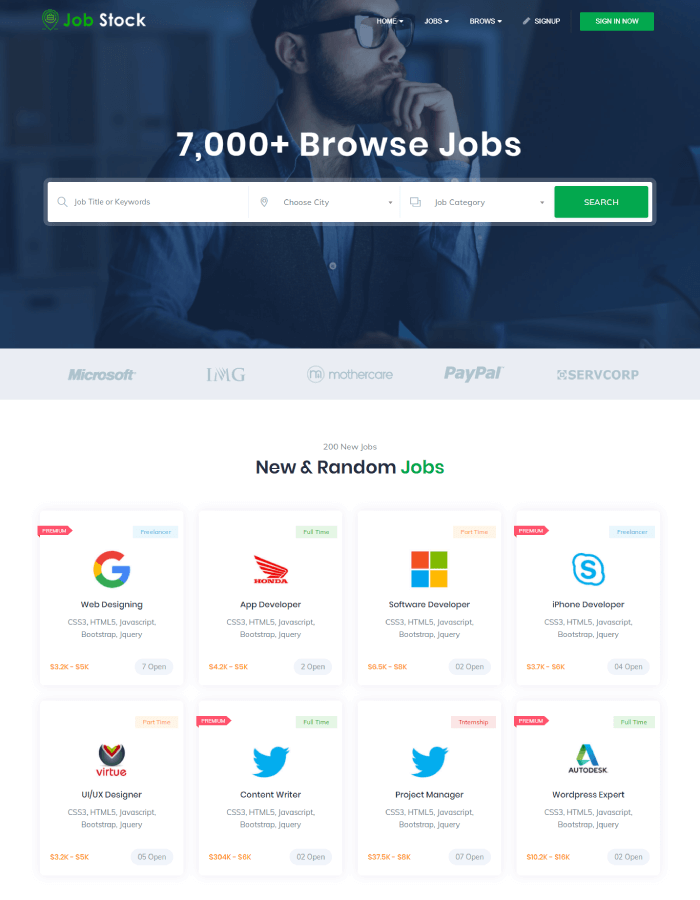 Job Stock
HOME JOBS BROWS SIGNUP SIGN IN NOW
7,000+ Browse Jobs
Job Title or Keywords Choose City Job Category SEARCH
Microsoft IMG mothercare PayPal SERVCORP
200 New Jobs
New & Random Jobs
PREMIUM Freelancer
Web Designing
CSS3, HTML5, Javascript,
Bootstrap, Jquery
$3.2K - $5K 7 Open
Full Time
HONDA
App Developer
CSS3, HTML5, Javascript,
Bootstrap, Jquery
$4.2K - $5K 2 Open
Part Time
Software Developer
CSS3, HTML5, Javascript,
Bootstrap, Jquery
$6.5K - $8K 02 Open
PREMIUM Freelancer
iPhone Developer
CSS3, HTML5, Javascript,
Bootstrap, Jquery
$3.7K - $6K 04 Open
Part Time
virtue
UI/UX Designer
CSS3, HTML5, Javascript,
Bootstrap, Jquery
$3.2K - $5K 05 Open
PREMIUM Full Time
Content Writer
CSS3, HTML5, Javascript,
Bootstrap, Jquery
$304K - $6K 02 Open
Tnternship
Project Manager
CSS3, HTML5, Javascript,
Bootstrap, Jquery
$37.5K - $8K 07 Open
PREMIUM Full Time
AUTODESK
Wordpress Expert
CSS3, HTML5, Javascript,
Bootstrap, Jquery
$10.2K - $16K 02 Open